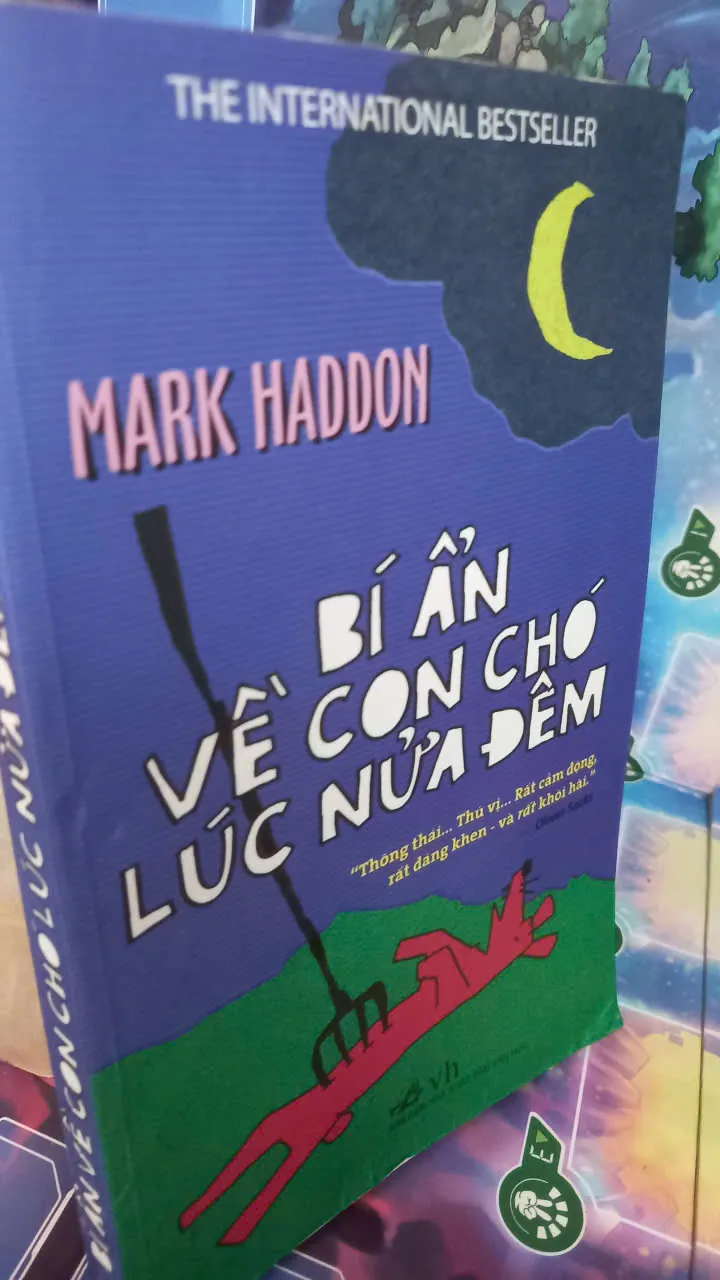 THE INTERNATIONAL BESTSELLER
MARK HADDON
BÍ ẨN
VỀ CON CHÓ
LÚC NỬA ĐÊM
“Thông thái... Thú vị... Rất cảm động,
rất đáng khen - và rất khôi hài.”
Oliver Sacks
vh
BÍ ẨN VỀ CON CHÓ LÚC NỬA ĐÊM
E